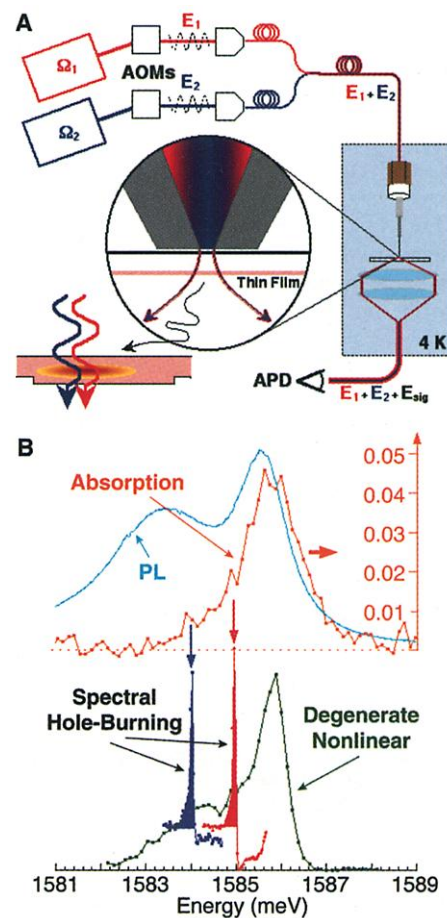 A
Ω₁
AOMs
E₁
Ω₂
E₂
E₁+E₂
Thin Film
4 K
APD
E₁+E₂+E_sig
B
Absorption
PL
0.05
0.04
0.03
0.02
0.01
Spectral
Hole-Burning
Degenerate
Nonlinear
1581 1583 1585 1587 1589
Energy (meV)